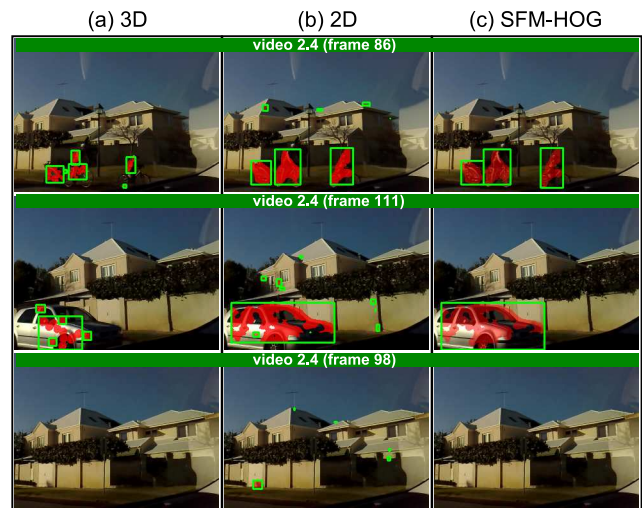 (a) 3D (b) 2D (c) SFM-HOG
video 2.4 (frame 86)
video 2.4 (frame 111)
video 2.4 (frame 98)